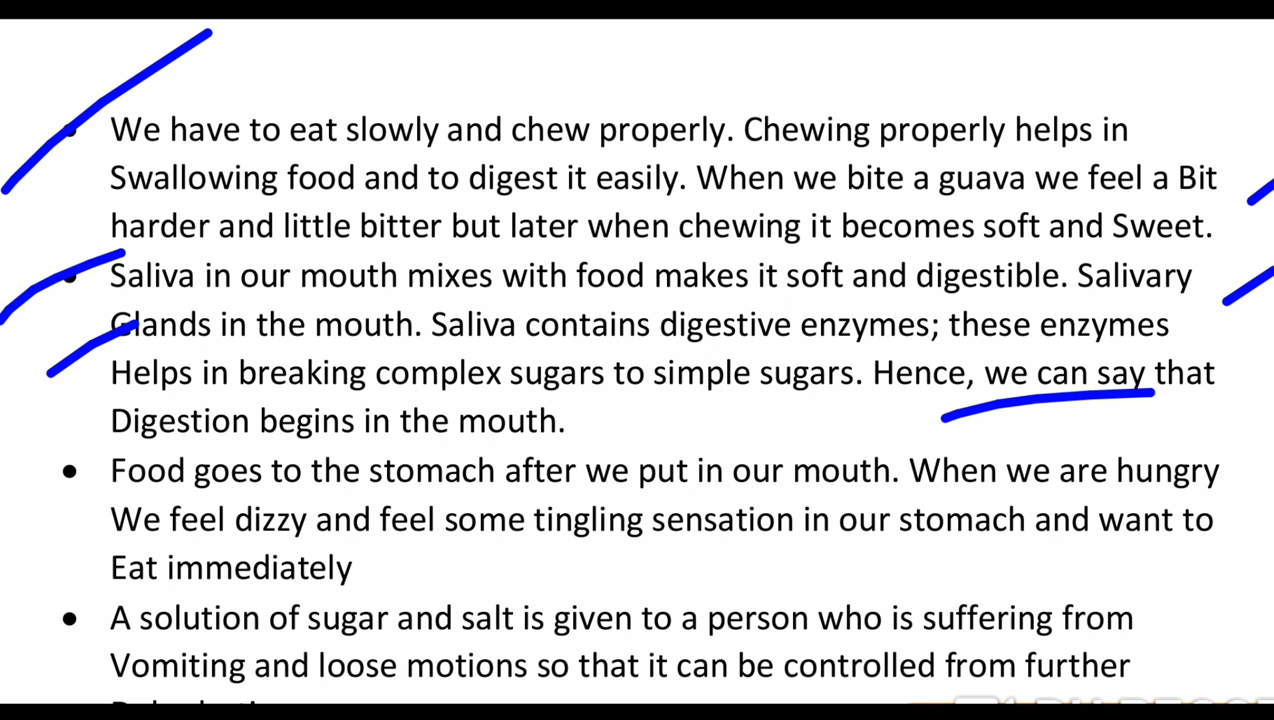 • We have to eat slowly and chew properly. Chewing properly helps in
Swallowing food and to digest it easily. When we bite a guava we feel a Bit
harder and little bitter but later when chewing it becomes soft and Sweet.
• Saliva in our mouth mixes with food makes it soft and digestible. Salivary
Glands in the mouth. Saliva contains digestive enzymes; these enzymes
Helps in breaking complex sugars to simple sugars. Hence, we can say that
Digestion begins in the mouth.
• Food goes to the stomach after we put in our mouth. When we are hungry
We feel dizzy and feel some tingling sensation in our stomach and want to
Eat immediately
• A solution of sugar and salt is given to a person who is suffering from
Vomiting and loose motions so that it can be controlled from further